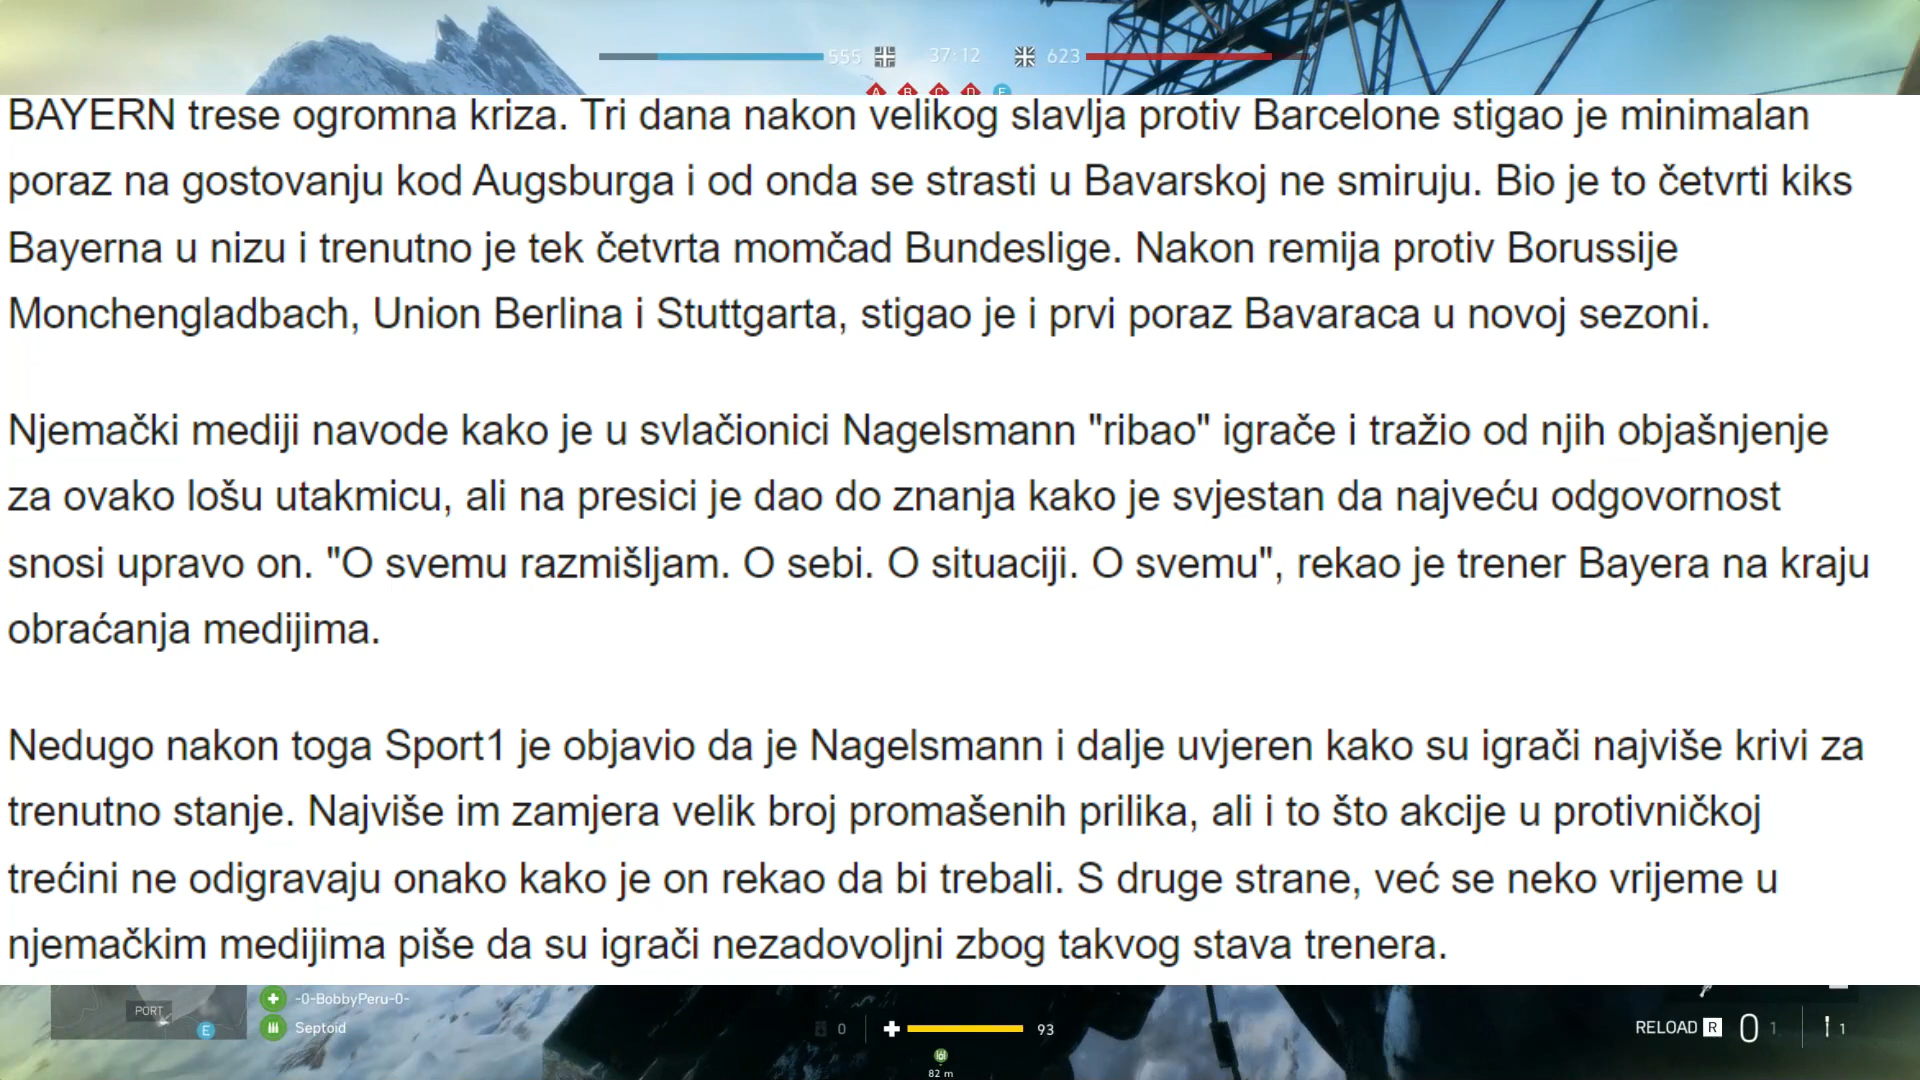 555 37:12 623
A B C D E
BAYERN trese ogromna kriza. Tri dana nakon velikog slavlja protiv Barcelone stigao je minimalan
poraz na gostovanju kod Augsburga i od onda se strasti u Bavarskoj ne smiruju. Bio je to četvrti kiks
Bayerna u nizu i trenutno je tek četvrta momčad Bundeslige. Nakon remija protiv Borussije
Monchengladbach, Union Berlina i Stuttgarta, stigao je i prvi poraz Bavaraca u novoj sezoni.
Njemački mediji navode kako je u svlačionici Nagelsmann "ribao" igrače i tražio od njih objašnjenje
za ovako lošu utakmicu, ali na presici je dao do znanja kako je svjestan da najveću odgovornost
snosi upravo on. "O svemu razmišljam. O sebi. O situaciji. O svemu", rekao je trener Bayera na kraju
obraćanja medijima.
Nedugo nakon toga Sport1 je objavio da je Nagelsmann i dalje uvjeren kako su igrači najviše krivi za
trenutno stanje. Najviše im zamjera velik broj promašenih prilika, ali i to što akcije u protivničkoj
trećini ne odigravaju onako kako je on rekao da bi trebali. S druge strane, već se neko vrijeme u
njemačkim medijima piše da su igrači nezadovoljni zbog takvog stava trenera.
PORT
E
-0-BobbyPeru-0-
Septoid
0 93
82 m
RELOAD R 0 1 1